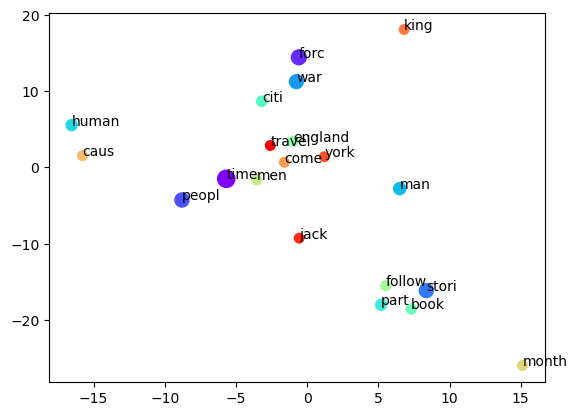 20
king
forc
war
10
citi
human
england
travel
york
caus
come
0
time
men
man
peopl
jack
−10
follow
stori
part
book
−20
month
−15 −10 −5 0 5 10 15